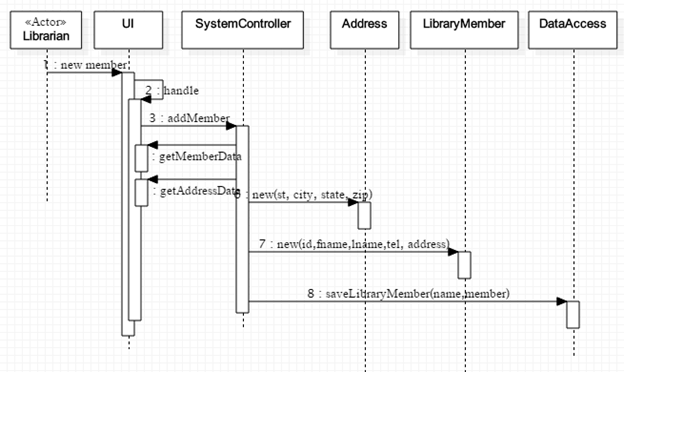 «Actor»
Librarian
UI
SystemController
Address
LibraryMember
DataAccess
1 : new member
2 : handle
3 : addMember
: getMemberData
: getAddressData
6 : new(st, city, state, zip)
7 : new(id,fname,lname,tel, address)
8 : saveLibraryMember(name,member)